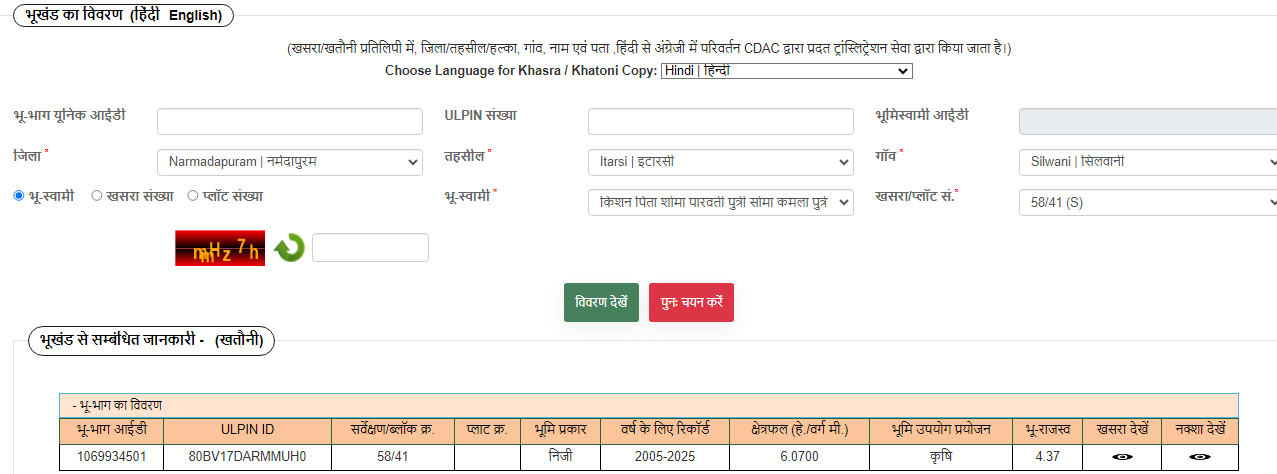 भूखंड का विवरण (हिंदी English)
(खसरा/खतौनी प्रतिलिपी में, जिला/तहसील/हल्का, गांव, नाम एवं पता ,हिंदी से अंग्रेजी में परिवर्तन CDAC द्वारा प्रदत ट्रांस्लिट्रेशन सेवा द्वारा किया जाता है।)
Choose Language for Khasra / Khatoni Copy: Hindi | हिन्दी
भू-भाग यूनिक आईडी ULPIN संख्या भूमिस्वामी आईडी
जिला * Narmadapuram | नर्मदापुरम तहसील * Itarsi | इटारसी गाँव * Silwani | सिलवानी
भू-स्वामी खसरा संख्या प्लॉट संख्या भू-स्वामी * किशन पिता शोमा पारवती पुत्री सोमा कमला पुत्र खसरा/प्लॉट सं.* 58/41 (S)
विवरण देखें पुनः चयन करें
भूखंड से सम्बंधित जानकारी - (खतौनी)
- भू-भाग का विवरण
भू-भाग आईडी ULPIN ID सर्वेक्षण/ब्लॉक क्र. प्लाट क्र. भूमि प्रकार वर्ष के लिए रिकॉर्ड क्षेत्रफल (हे./वर्ग मी.) भूमि उपयोग प्रयोजन भू-राजस्व खसरा देखें नक्शा देखें
1069934501 80BV17DARMMUH0 58/41 निजी 2005-2025 6.0700 कृषि 4.37